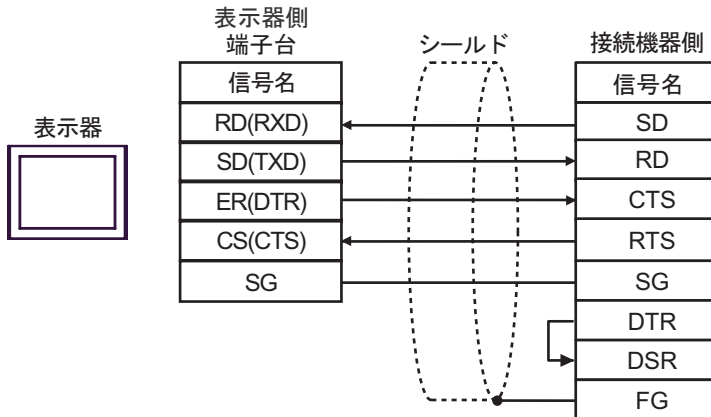 表示器側
端子台
シールド
接続機器側
表示器
信号名
RD(RXD)
SD(TXD)
ER(DTR)
CS(CTS)
SG
信号名
SD
RD
CTS
RTS
SG
DTR
DSR
FG